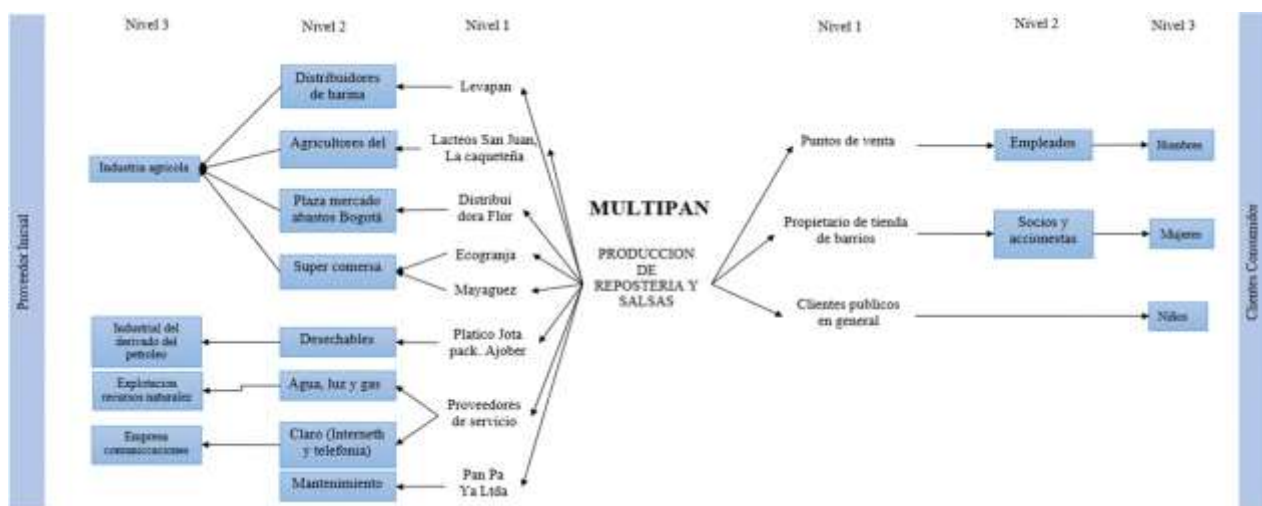 Nivel 3
Nivel 2
Nivel 1
Nivel 1
Nivel 2
Nivel 3
Proveedor Inicial
Industria agricola
Industrial del
derivado del
petroleo
Explotacion
recursos naturales
Empresa
comunicaciones
Distribuidores
de harina
Agricultores del
Plaza mercado
abastos Bogotá
Super comersa
Desechables
Agua, luz y gas
Claro (Interneth
y telefonia)
Mantenimiento
Levapan
Lacteos San Juan,
La caqueteña
Distribui
dora Flor
Ecogranja
Mayaguez
Platico Jota
pack. Ajober
Proveedores
de servicio
Pan Pa
Ya Ltda
MULTIPAN
PRODUCCION
DE
REPOSTERIA Y
SALSAS
Puntos de venta
Propietario de tienda
de barrios
Clientes publicos
en general
Empleados
Socios y
accionestas
Hombres
Mujeres
Niños
Clientes Consumidor